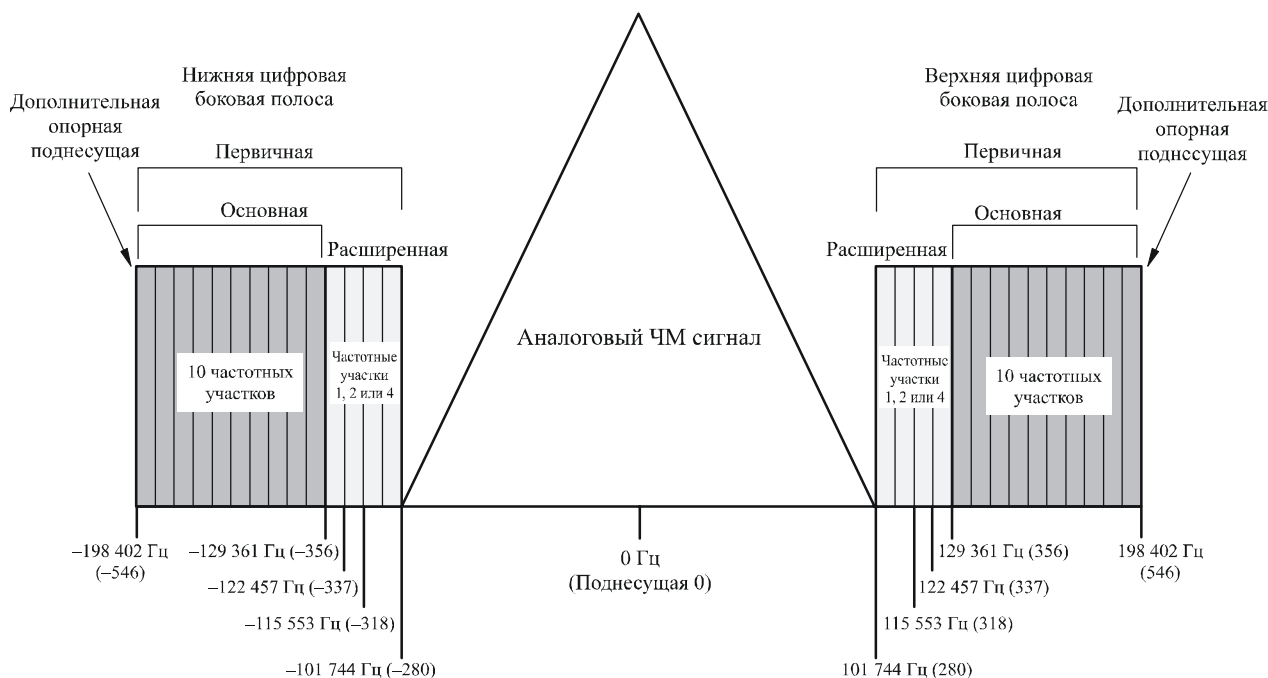 Нижняя цифровая
боковая полоса
Верхняя цифровая
боковая полоса
Дополнительная
опорная
поднесущая
Дополнительная
опорная
поднесущая
Первичная
Первичная
Основная
Основная
Расширенная
Расширенная
Аналоговый ЧМ сигнал
10 частотных
участков
Частотные
участки
1, 2 или 4
Частотные
участки
1, 2 или 4
10 частотных
участков
–198 402 Гц
(–546)
–129 361 Гц (–356)
–122 457 Гц (–337)
–115 553 Гц (–318)
–101 744 Гц (–280)
0 Гц
(Поднесущая 0)
129 361 Гц (356)
122 457 Гц (337)
115 553 Гц (318)
101 744 Гц (280)
198 402 Гц
(546)